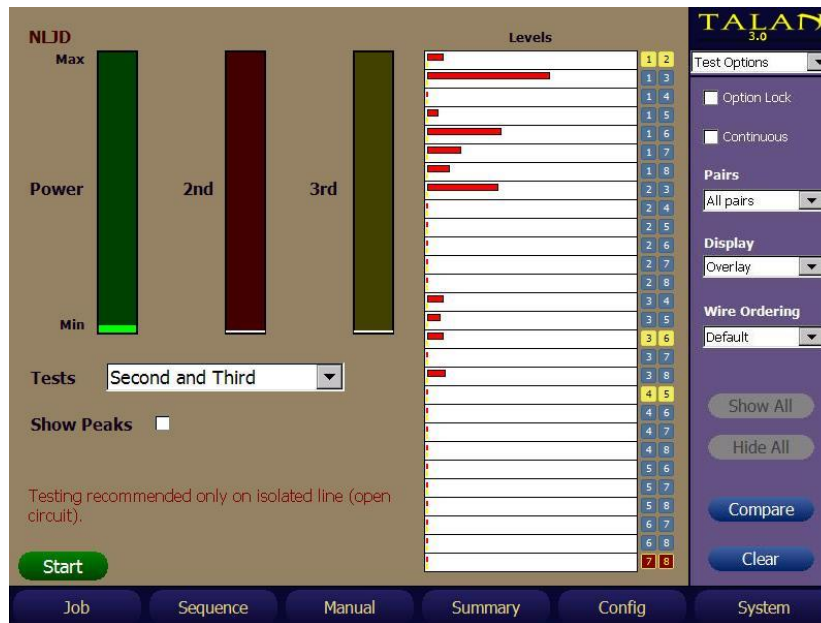 NLJD
Max
Power
Min
2nd
3rd
Tests
Second and Third
Show Peaks
Testing recommended only on isolated line (open
circuit).
Start
Levels
1 2
1 3
1 4
1 5
1 6
1 7
1 8
2 3
2 4
2 5
2 6
2 7
2 8
3 4
3 5
3 6
3 7
3 8
4 5
4 6
4 7
4 8
5 6
5 7
5 8
6 7
6 8
7 8
TALAN
3.0
Test Options
Option Lock
Continuous
Pairs
All pairs
Display
Overlay
Wire Ordering
Default
Show All
Hide All
Compare
Clear
Job Sequence Manual Summary Config System